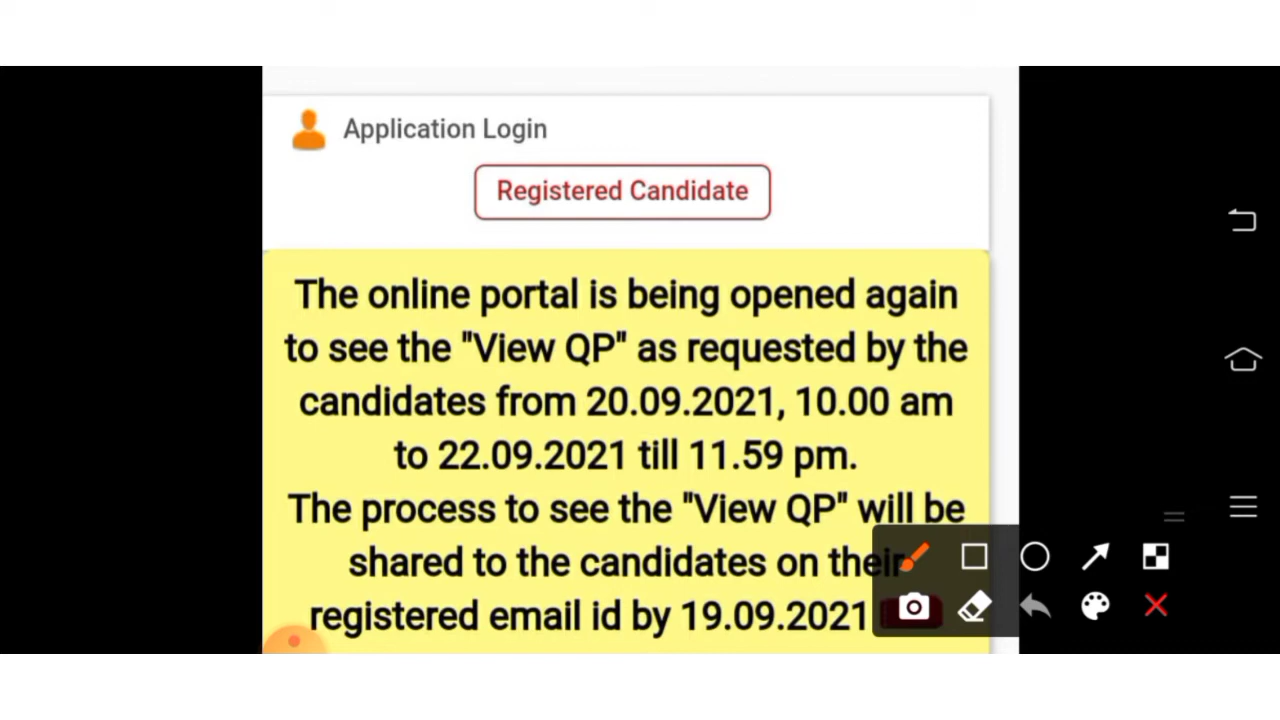 Application Login
Registered Candidate
The online portal is being opened again
to see the "View QP" as requested by the
candidates from 20.09.2021, 10.00 am
to 22.09.2021 till 11.59 pm.
The process to see the "View QP" will be
shared to the candidates on their
registered email id by 19.09.2021